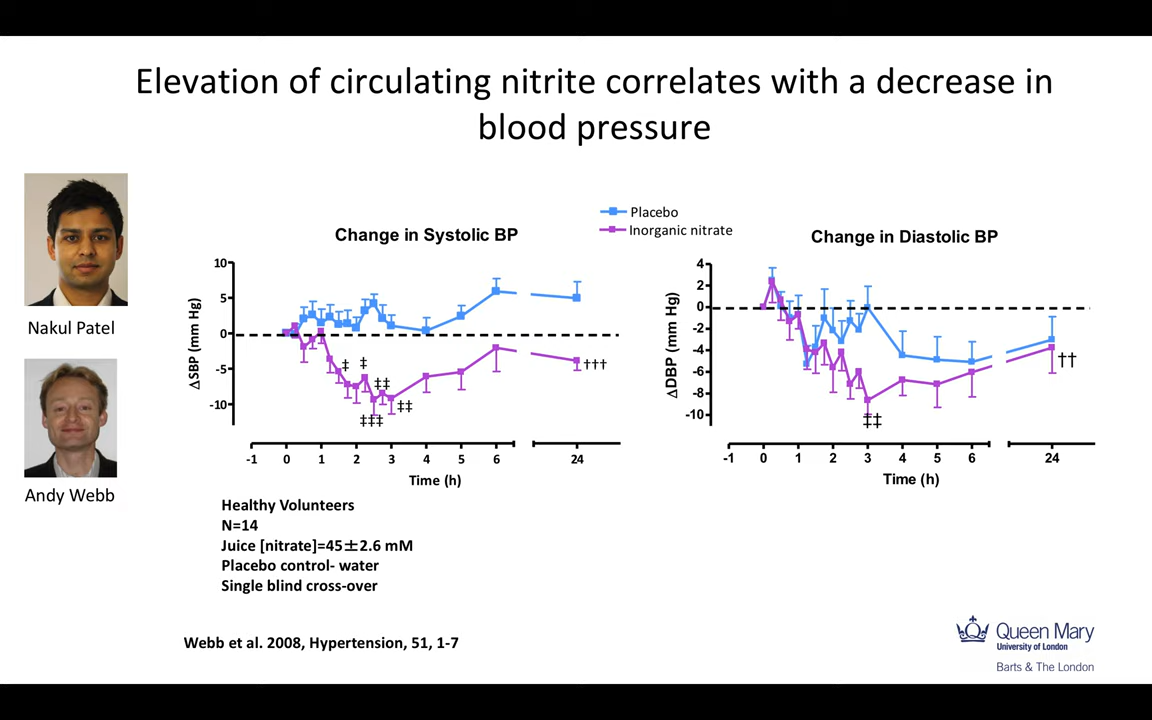 Elevation of circulating nitrite correlates with a decrease in
blood pressure
Nakul Patel
Andy Webb
Placebo
Inorganic nitrate
Change in Systolic BP
ΔSBP (mm Hg)
10
5
0
-5
-10
‡
‡
‡‡
‡‡
‡‡‡
†††
-1 0 1 2 3 4 5 6 24
Time (h)
Change in Diastolic BP
ΔDBP (mm Hg)
4
2
0
-2
-4
-6
-8
-10
‡‡
††
-1 0 1 2 3 4 5 6 24
Time (h)
Healthy Volunteers
N=14
Juice [nitrate]=45±2.6 mM
Placebo control- water
Single blind cross-over
Webb et al. 2008, Hypertension, 51, 1-7
Queen Mary
University of London
Barts & The London